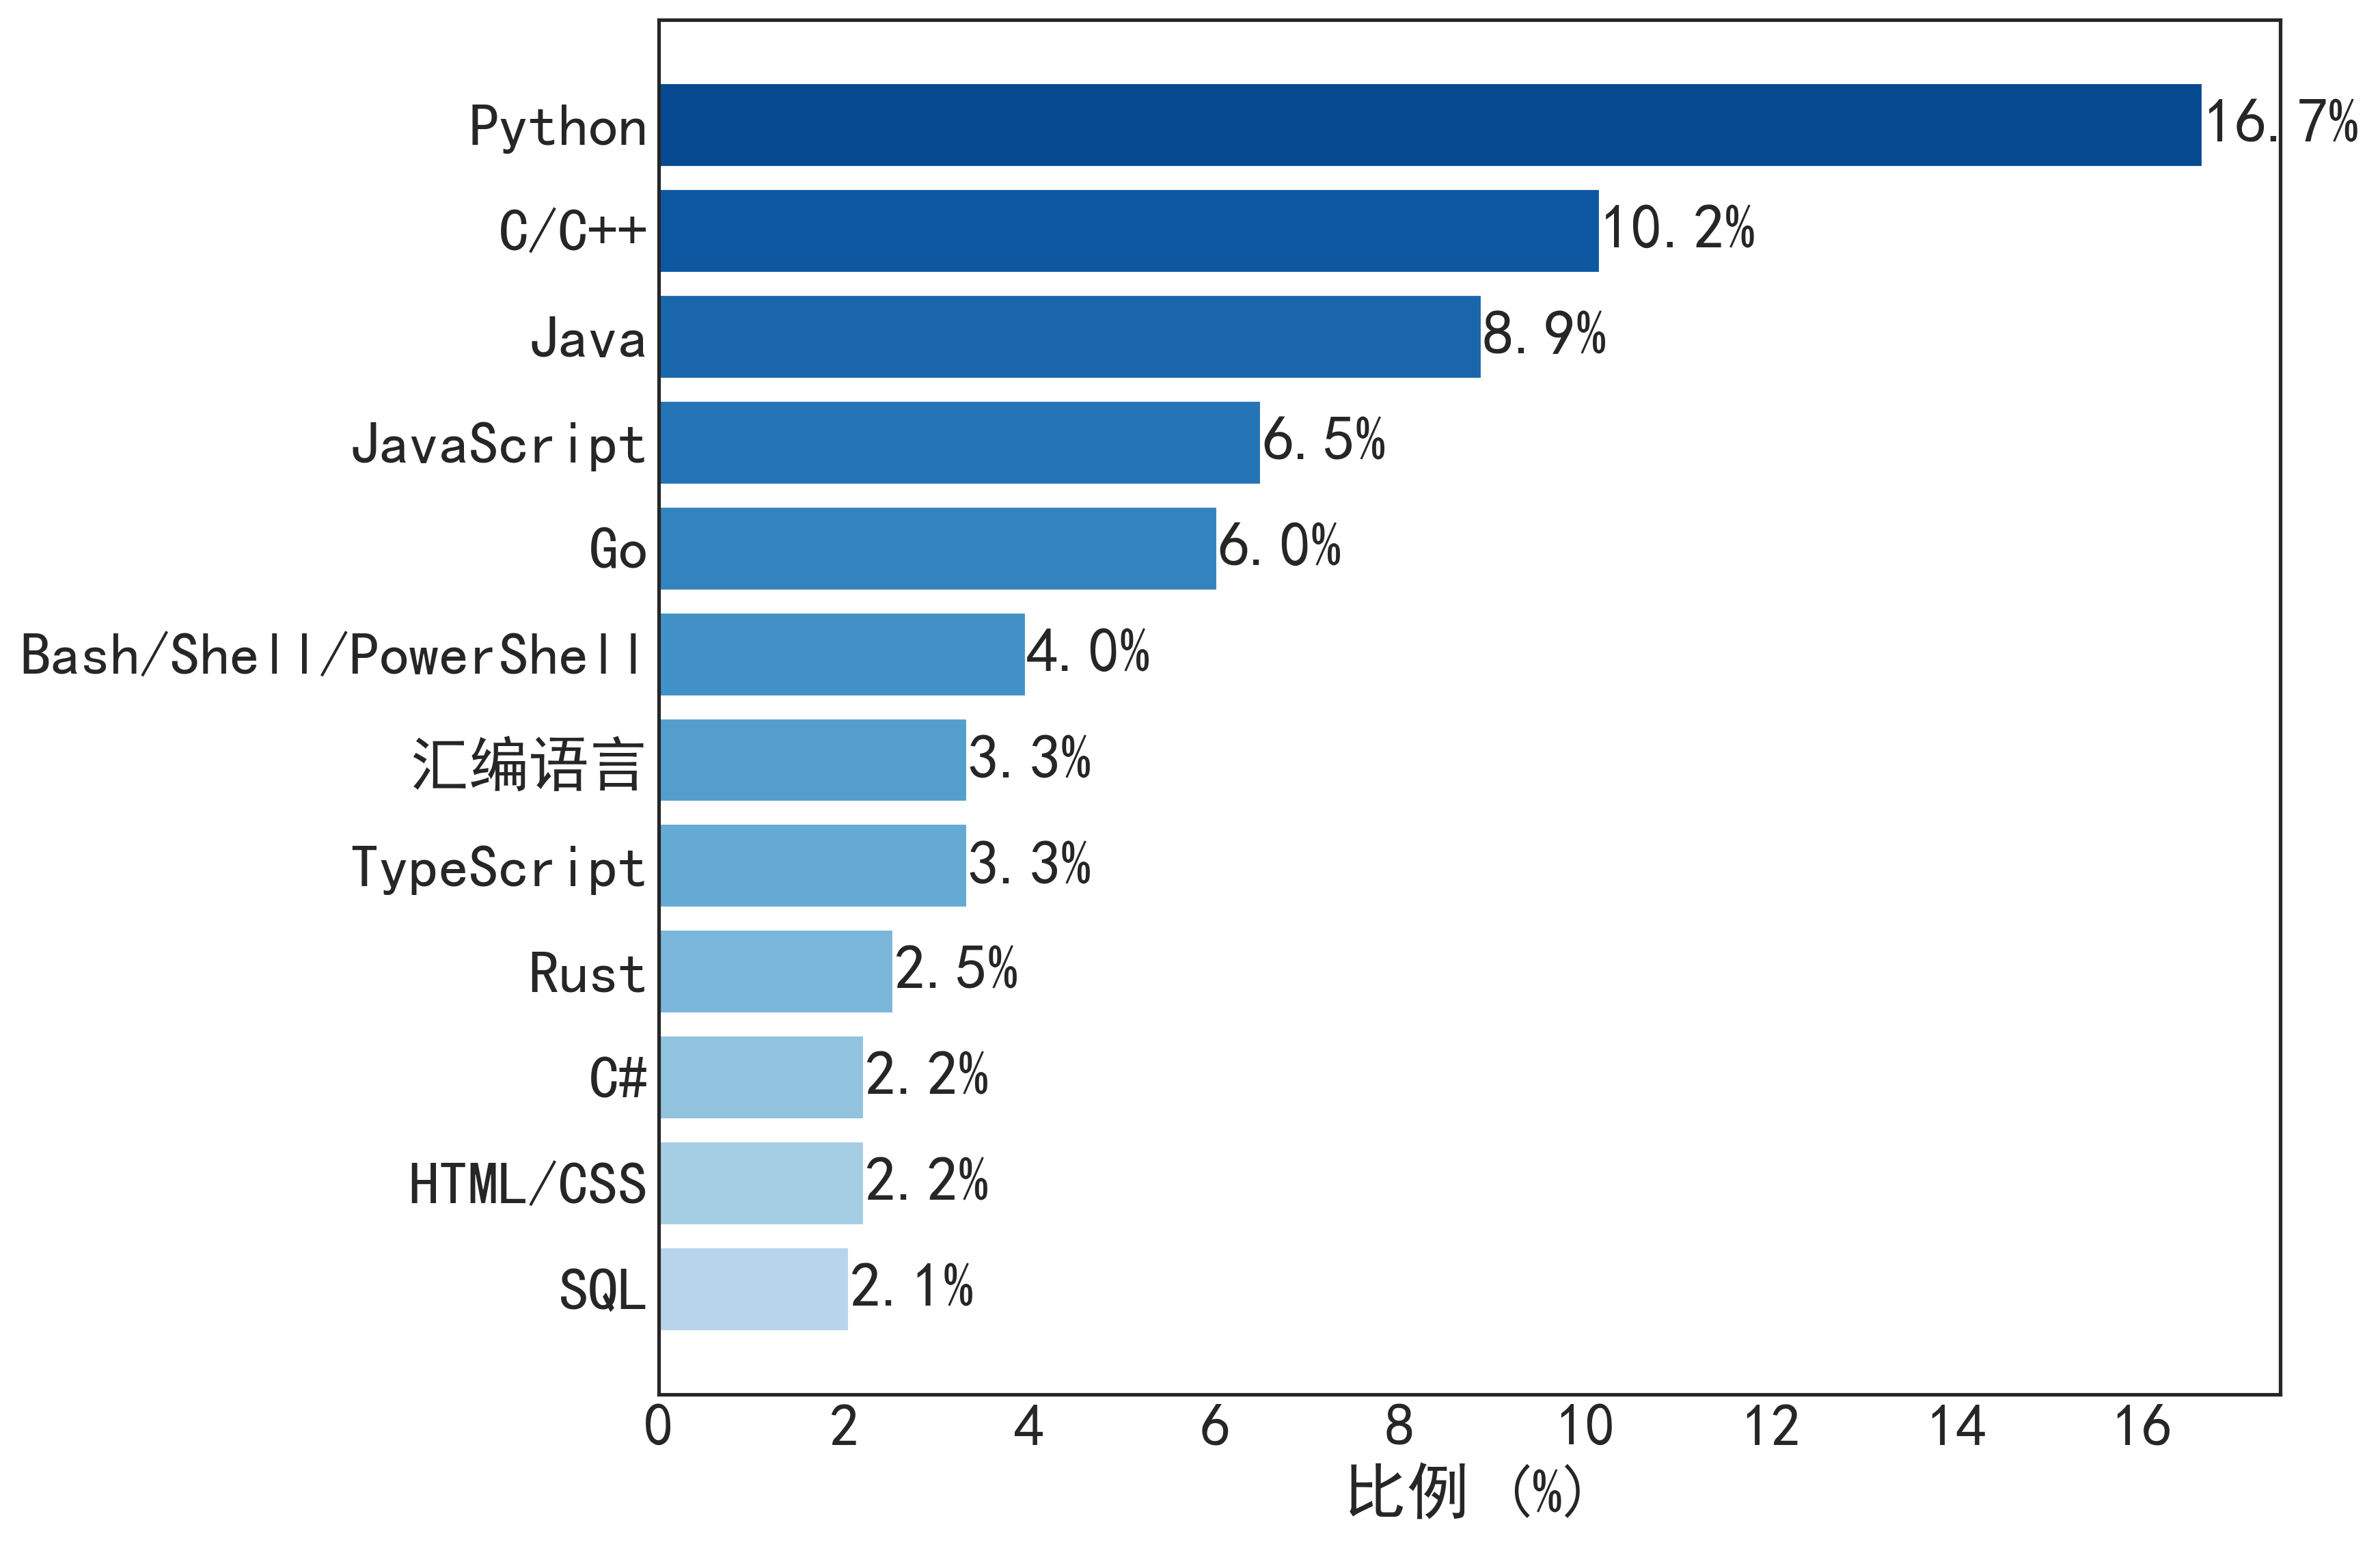 Python 16.7%
C/C++ 10.2%
Java 8.9%
JavaScript 6.5%
Go 6.0%
Bash/Shell/PowerShell 4.0%
汇编语言 3.3%
TypeScript 3.3%
Rust 2.5%
C# 2.2%
HTML/CSS 2.2%
SQL 2.1%
0 2 4 6 8 10 12 14 16
比例 (%)